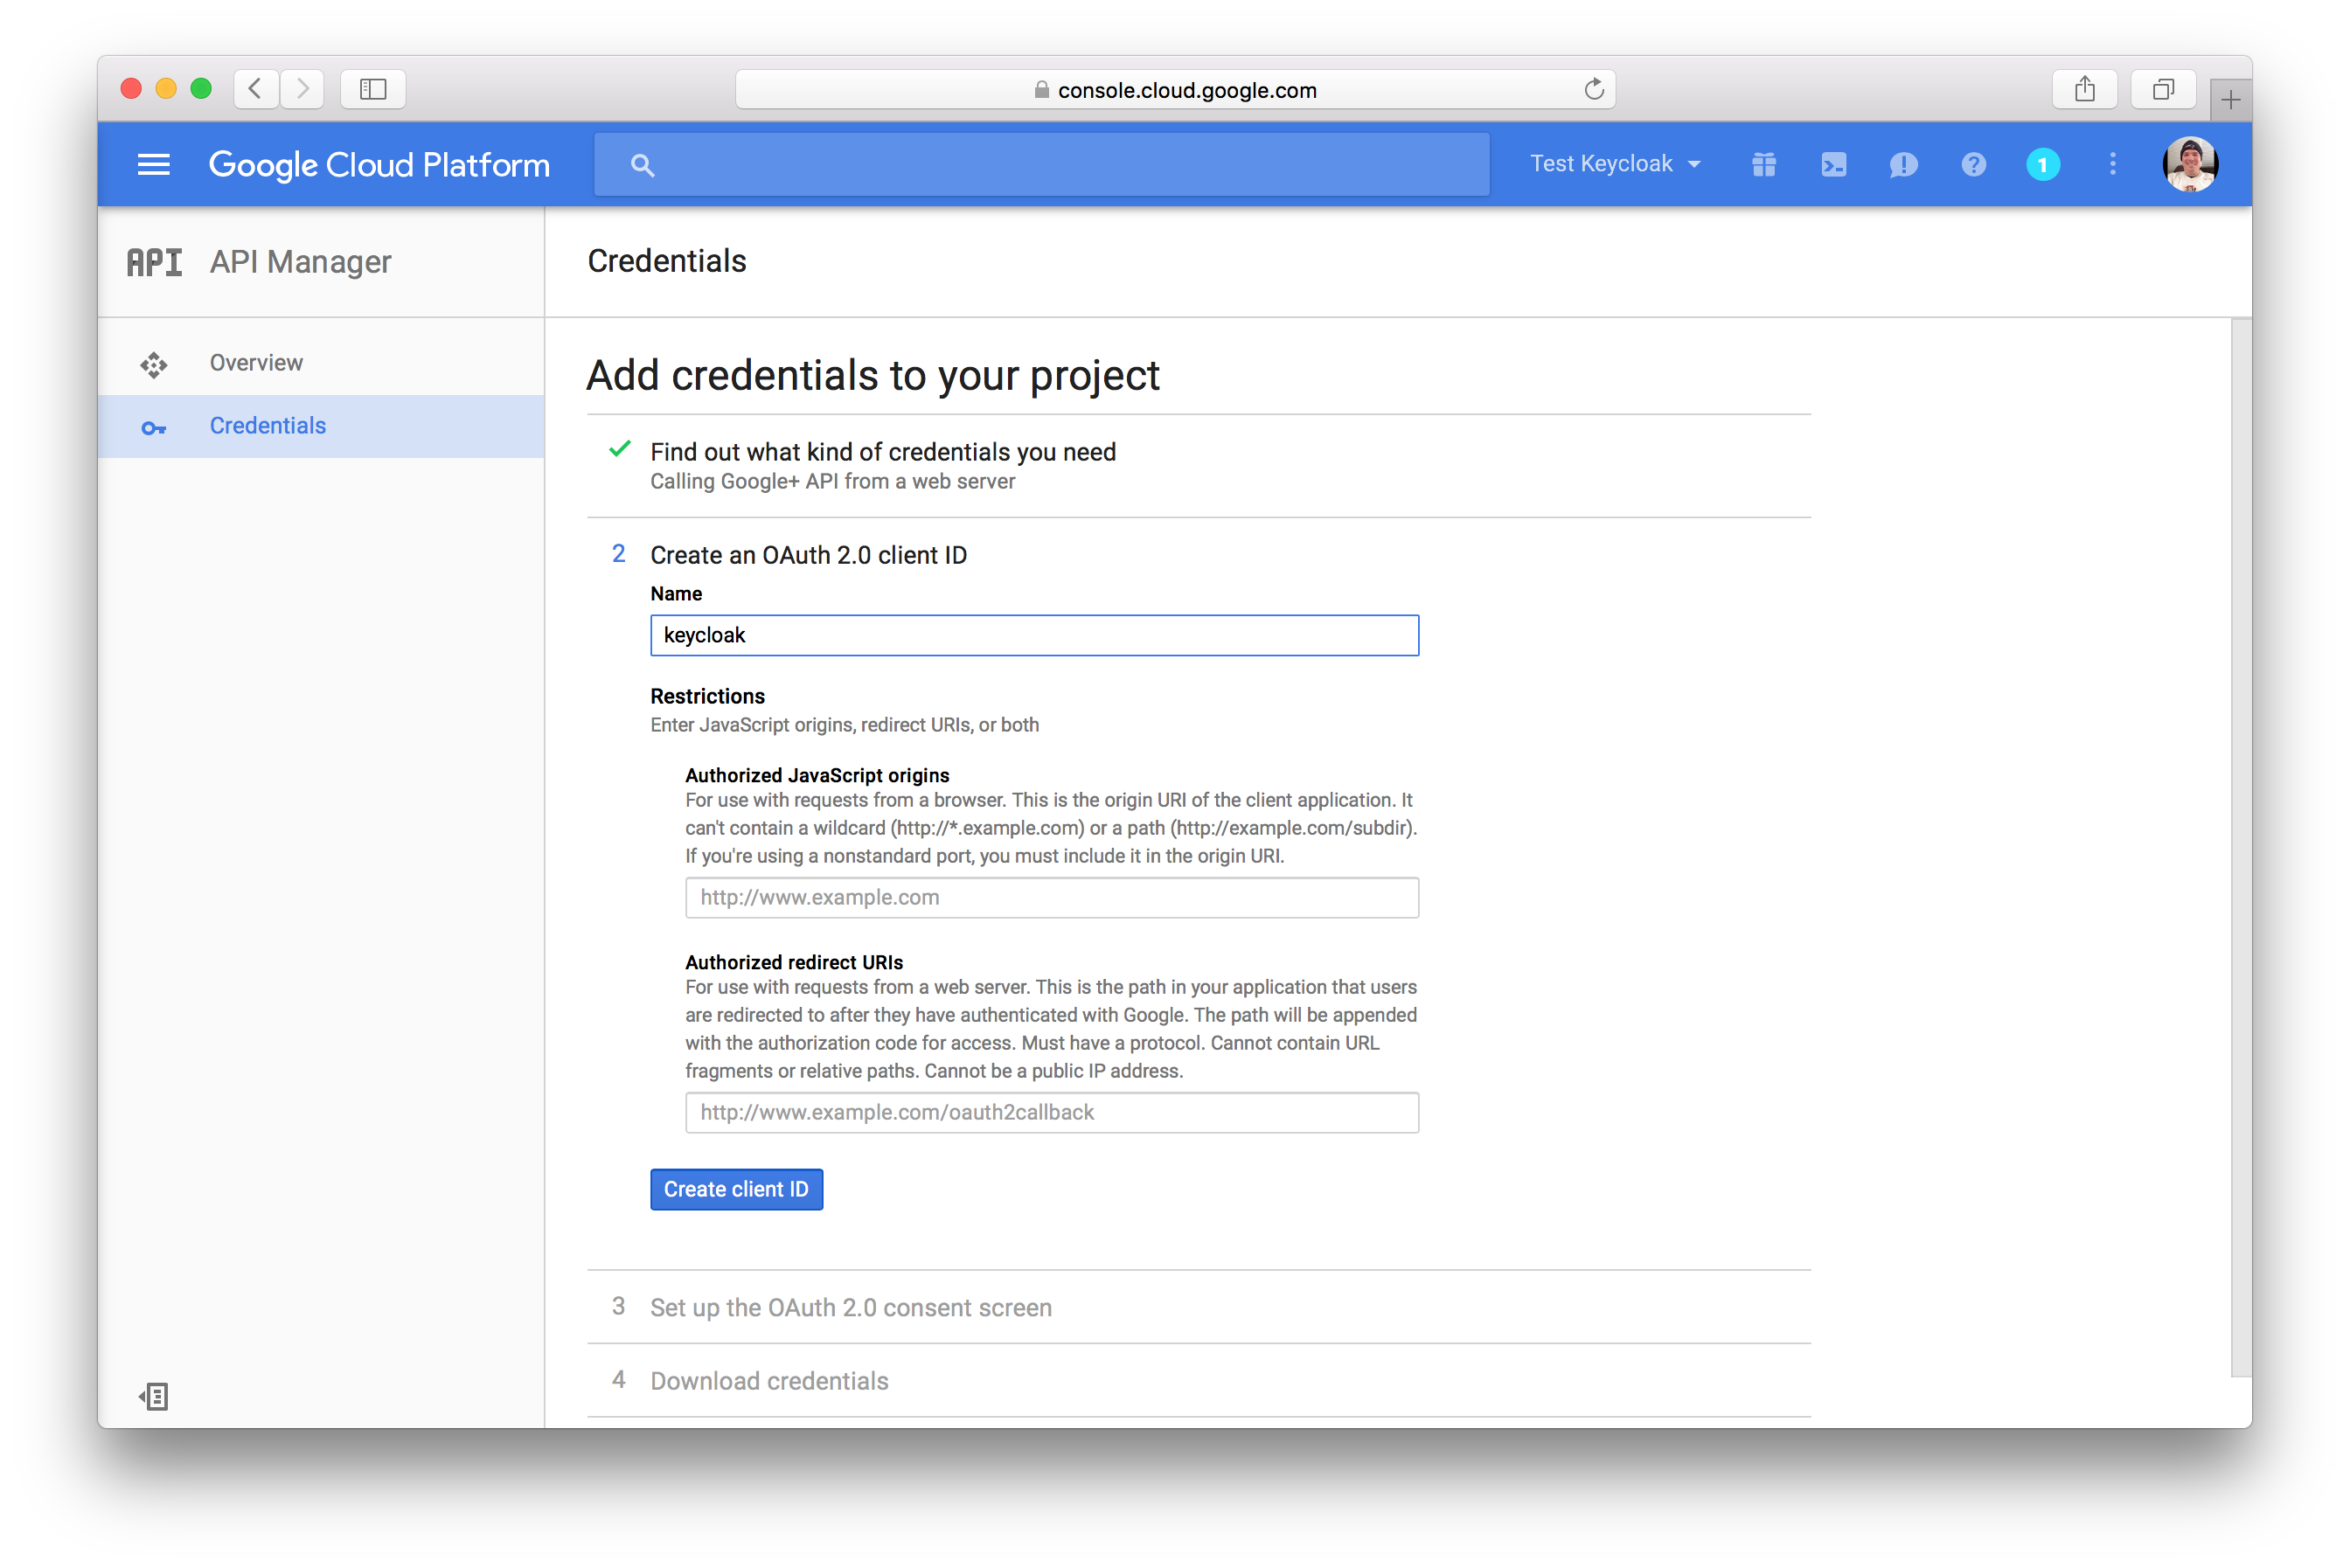 console.cloud.google.com
Google Cloud Platform
Test Keycloak
1
API API Manager
Credentials
Overview
Credentials
Add credentials to your project
Find out what kind of credentials you need
Calling Google+ API from a web server
2 Create an OAuth 2.0 client ID
Name
keycloak
Restrictions
Enter JavaScript origins, redirect URIs, or both
Authorized JavaScript origins
For use with requests from a browser. This is the origin URI of the client application. It
can't contain a wildcard (http://*.example.com) or a path (http://example.com/subdir).
If you're using a nonstandard port, you must include it in the origin URI.
http://www.example.com
Authorized redirect URIs
For use with requests from a web server. This is the path in your application that users
are redirected to after they have authenticated with Google. The path will be appended
with the authorization code for access. Must have a protocol. Cannot contain URL
fragments or relative paths. Cannot be a public IP address.
http://www.example.com/oauth2callback
Create client ID
3 Set up the OAuth 2.0 consent screen
4 Download credentials